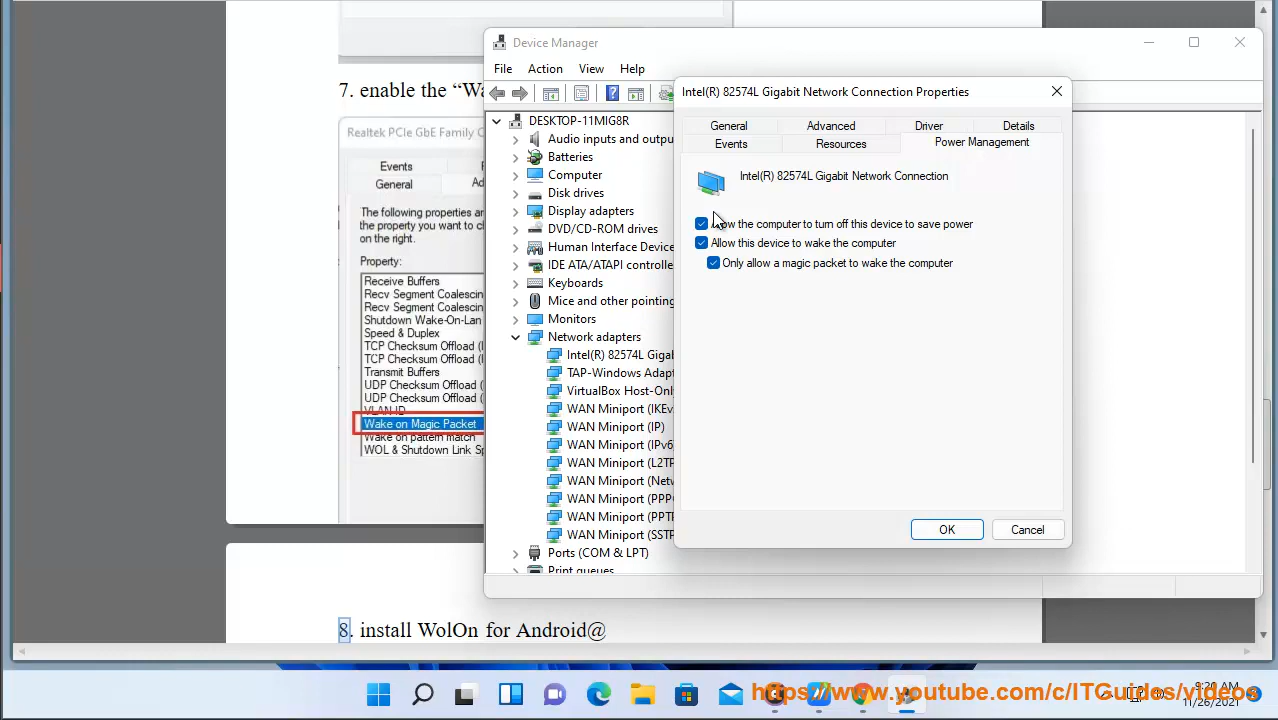 7. enable the “Wa
Realtek PCIe GbE Family C
Events
General
Ad
The following properties a
the property you want to c
on the right.
Property:
Receive Buffers
Recv Segment Coalescin
Recv Segment Coalescin
Shutdown Wake-On-Lan
Speed & Duplex
TCP Checksum Offload (I
TCP Checksum Offload (I
Transmit Buffers
UDP Checksum Offload (
UDP Checksum Offload (
VLAN ID
Wake on Magic Packet
Wake on pattern match
WOL & Shutdown Link Sp
8. install WolOn for Android@
Device Manager
File Action View Help
DESKTOP-11MIG8R
Audio inputs and outpu
Batteries
Computer
Disk drives
Display adapters
DVD/CD-ROM drives
Human Interface Device
IDE ATA/ATAPI controlle
Keyboards
Mice and other pointing
Monitors
Network adapters
Intel(R) 82574L Gigab
TAP-Windows Adapt
VirtualBox Host-Only
WAN Miniport (IKEv
WAN Miniport (IP)
WAN Miniport (IPv6
WAN Miniport (L2TP
WAN Miniport (Netw
WAN Miniport (PPPO
WAN Miniport (PPTP
WAN Miniport (SSTP
Ports (COM & LPT)
Print queues
Intel(R) 82574L Gigabit Network Connection Properties
General Advanced Driver Details
Events Resources Power Management
Intel(R) 82574L Gigabit Network Connection
Allow the computer to turn off this device to save power
Allow this device to wake the computer
Only allow a magic packet to wake the computer
OK Cancel
https://www.youtube.com/c/ITGuides/videos
9:20 AM
11/26/2021
2